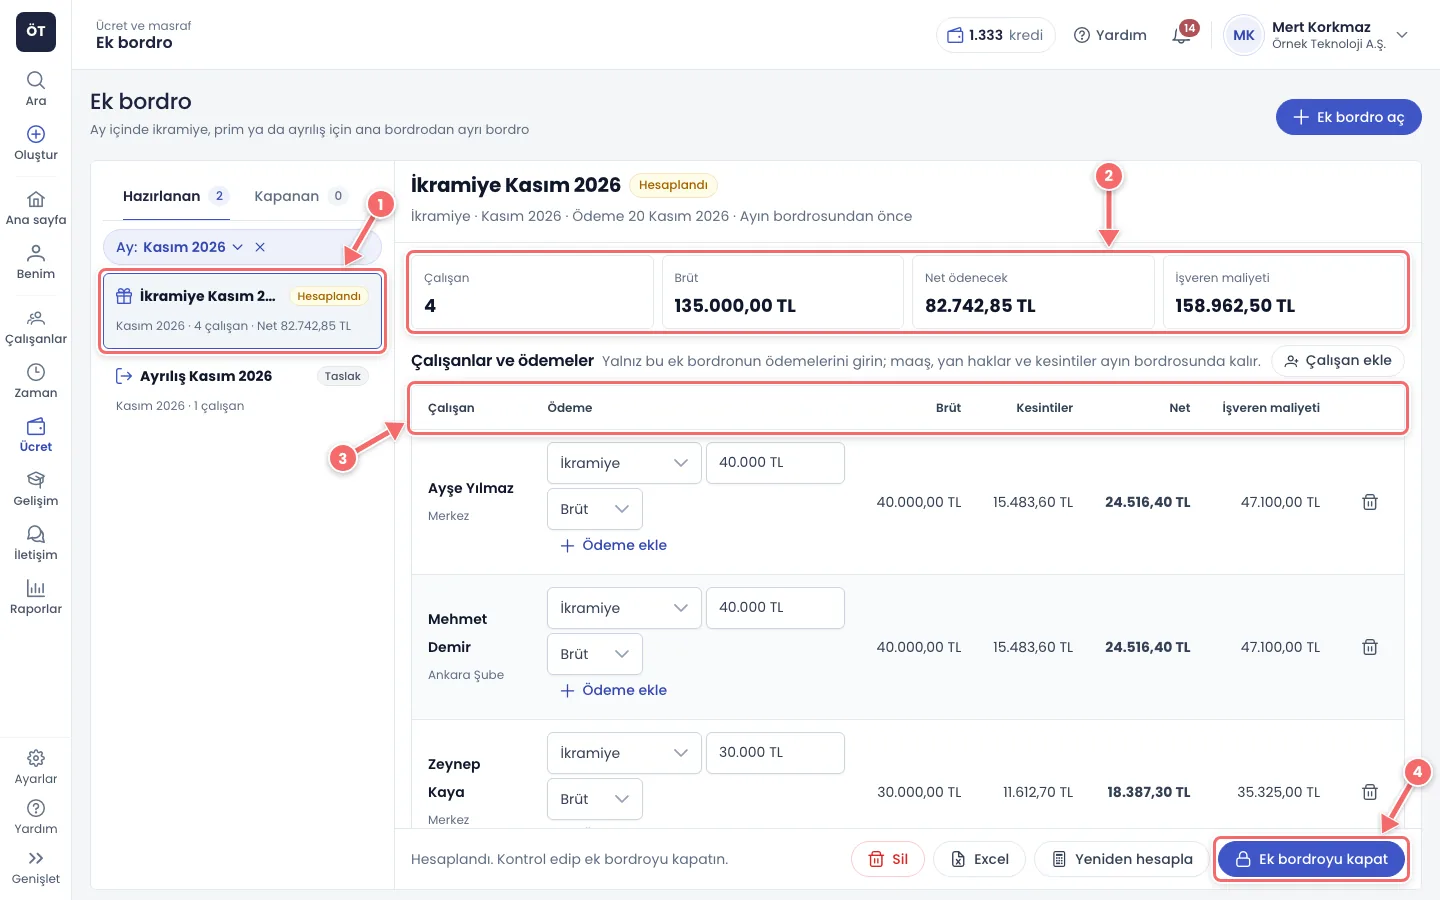 ÖT
Ara
Oluştur
Ana sayfa
Benim
Çalışanlar
Zaman
Ücret
Gelişim
İletişim
Raporlar
Ayarlar
Yardım
Genişlet
Ücret ve masraf
Ek bordro
1.333 kredi
Yardım
14
MK
Mert Korkmaz
Örnek Teknoloji A.Ş.
Ek bordro
Ay içinde ikramiye, prim ya da ayrılış için ana bordrodan ayrı bordro
Ek bordro aç
Hazırlanan 2
Kapanan 0
1
Ay: Kasım 2026
İkramiye Kasım 2... Hesaplandı
Kasım 2026 · 4 çalışan · Net 82.742,85 TL
Ayrılış Kasım 2026 Taslak
Kasım 2026 · 1 çalışan
İkramiye Kasım 2026 Hesaplandı
İkramiye · Kasım 2026 · Ödeme 20 Kasım 2026 · Ayın bordrosundan önce
2
Çalışan
4
Brüt
135.000,00 TL
Net ödenecek
82.742,85 TL
İşveren maliyeti
158.962,50 TL
Çalışanlar ve ödemeler Yalnız bu ek bordronun ödemelerini girin; maaş, yan haklar ve kesintiler ayın bordrosunda kalır. Çalışan ekle
3
Çalışan Ödeme Brüt Kesintiler Net İşveren maliyeti
Ayşe Yılmaz
Merkez
İkramiye 40.000 TL
Brüt
Ödeme ekle
40.000,00 TL 15.483,60 TL 24.516,40 TL 47.100,00 TL
Mehmet
Demir
Ankara Şube
İkramiye 40.000 TL
Brüt
Ödeme ekle
40.000,00 TL 15.483,60 TL 24.516,40 TL 47.100,00 TL
Zeynep
Kaya
Merkez
İkramiye 30.000 TL
Brüt
30.000,00 TL 11.612,70 TL 18.387,30 TL 35.325,00 TL
4
Hesaplandı. Kontrol edip ek bordroyu kapatın.
Sil
Excel
Yeniden hesapla
Ek bordroyu kapat